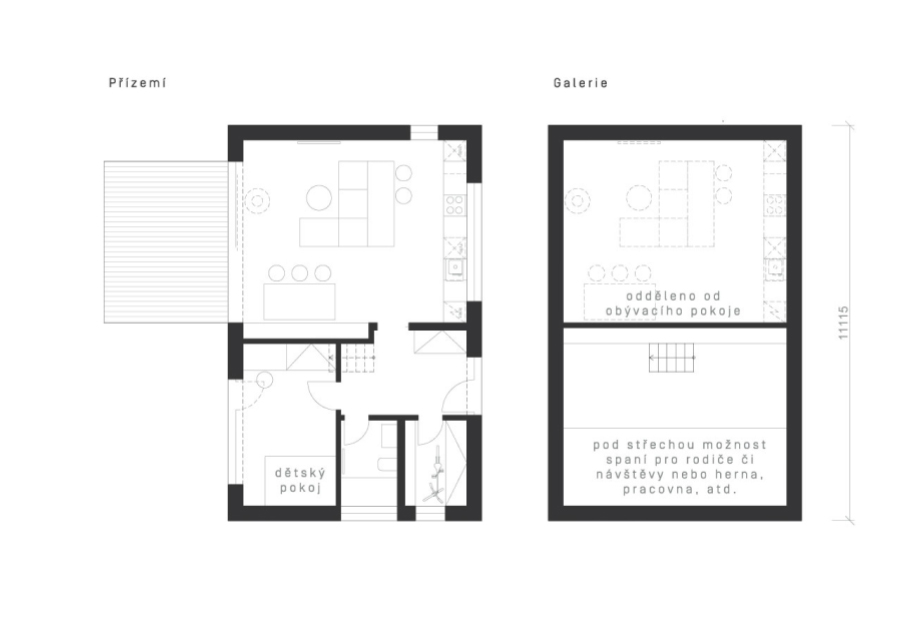 Přízemí
Galerie
odděleno od
obývacího pokoje
11115
pod střechou možnost
spaní pro rodiče či
návštěvy nebo herna,
pracovna, atd.
dětský
pokoj